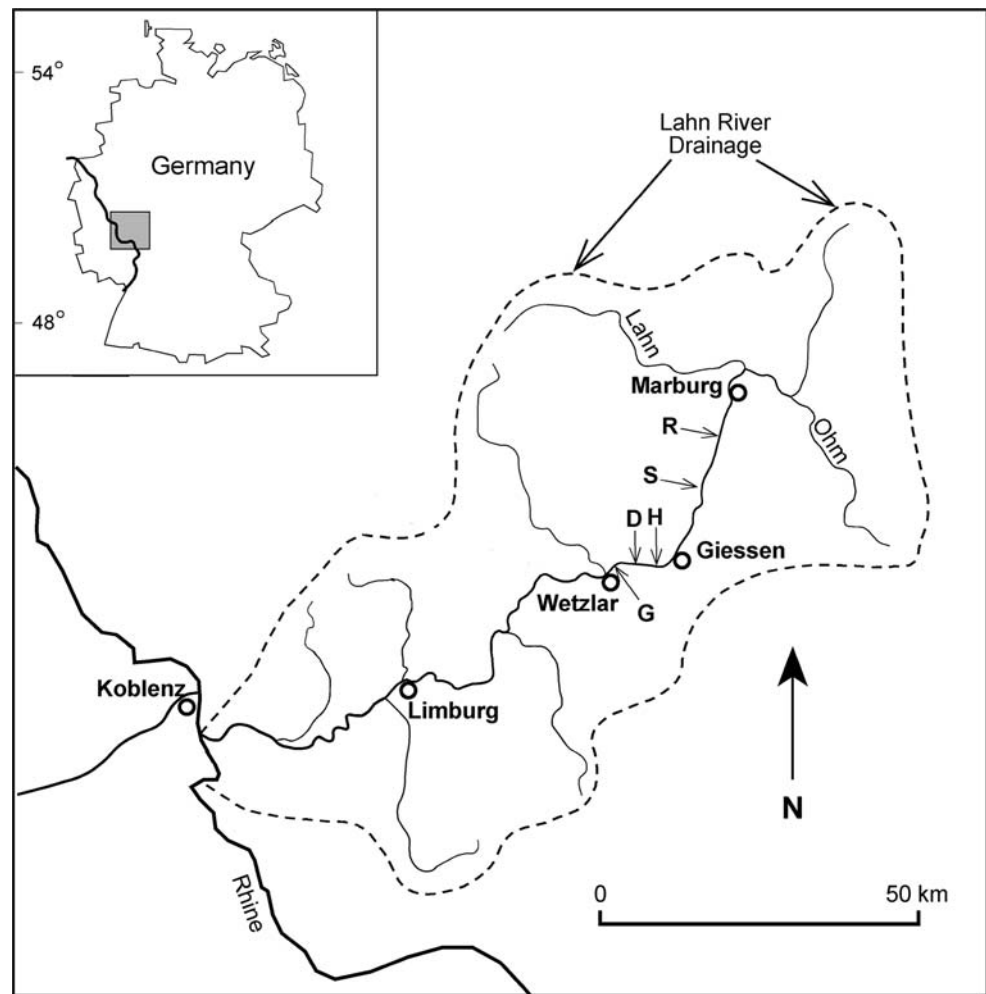 54°
Germany
48°
Lahn River
Drainage
Lahn
Marburg
R
Ohm
S
D H
Giessen
Wetzlar
G
Koblenz
Limburg
N
Rhine
0 50 km